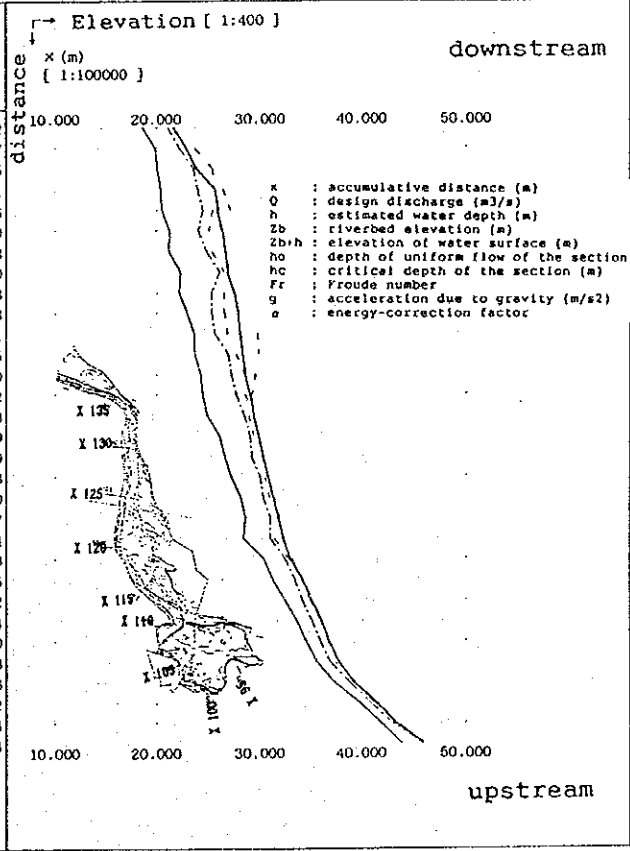 Elevation [ 1:400 ]
x (m)
[ 1:100000 ]
distance
downstream
10.000 20.000 30.000 40.000 50.000
x : accumulative distance (m)
Q : design discharge (m3/s)
h : estimated water depth (m)
Zb : riverbed elevation (m)
Zb+h : elevation of water surface (m)
ho : depth of uniform flow of the section
hc : critical depth of the section (m)
Fr : Froude number
g : acceleration due to gravity (m/s2)
α : energy-correction factor
X 135
X 130
X 125
X 120
X 115
X 110
X 105
X 100
X 95
10.000 20.000 30.000 40.000 50.000
upstream